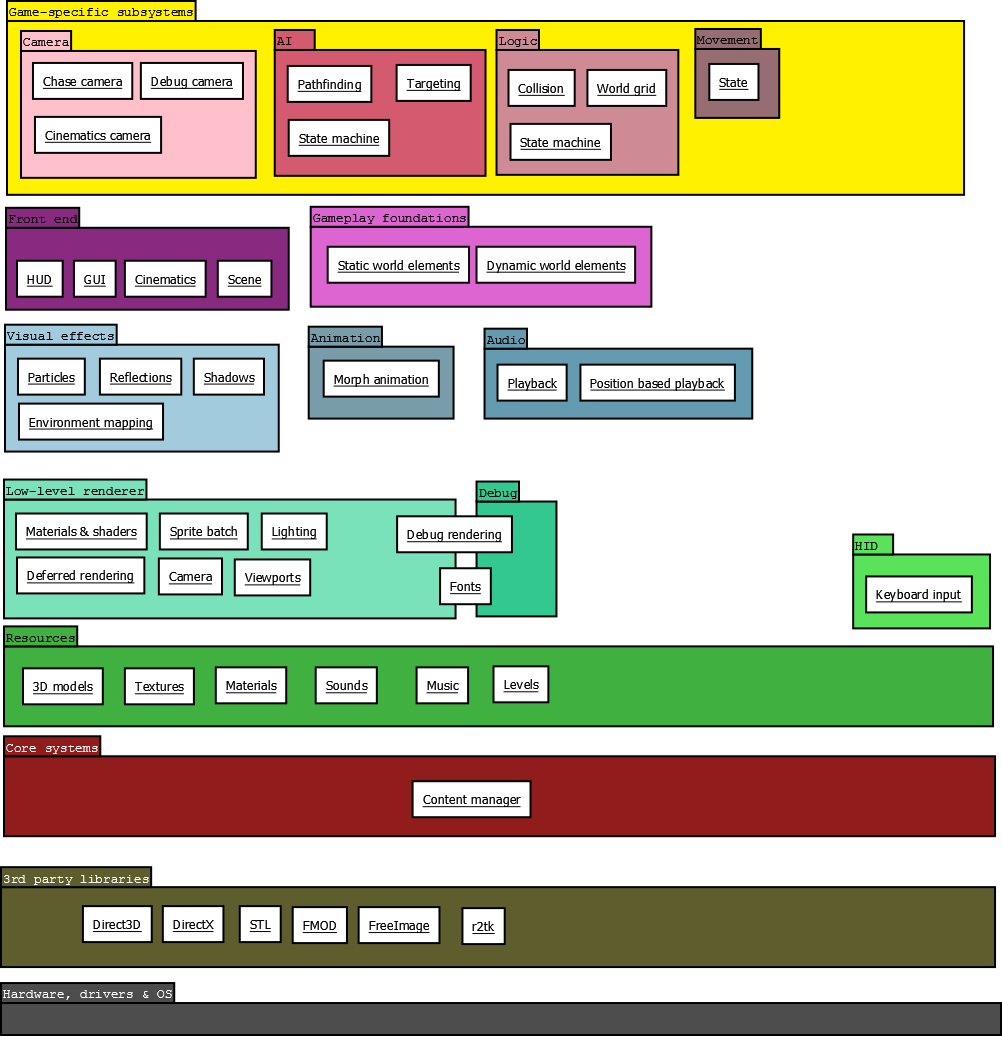 Game-specific subsystems
Camera
Chase camera
Debug camera
Cinematics camera
AI
Pathfinding
Targeting
State machine
Logic
Collision
World grid
State machine
Movement
State
Front end
HUD
GUI
Cinematics
Scene
Gameplay foundations
Static world elements
Dynamic world elements
Visual effects
Particles
Reflections
Shadows
Environment mapping
Animation
Morph animation
Audio
Playback
Position based playback
Low-level renderer
Materials & shaders
Sprite batch
Lighting
Deferred rendering
Camera
Viewports
Debug
Debug rendering
Fonts
HID
Keyboard input
Resources
3D models
Textures
Materials
Sounds
Music
Levels
Core systems
Content manager
3rd party libraries
Direct3D
DirectX
STL
FMOD
FreeImage
r2tk
Hardware, drivers & OS